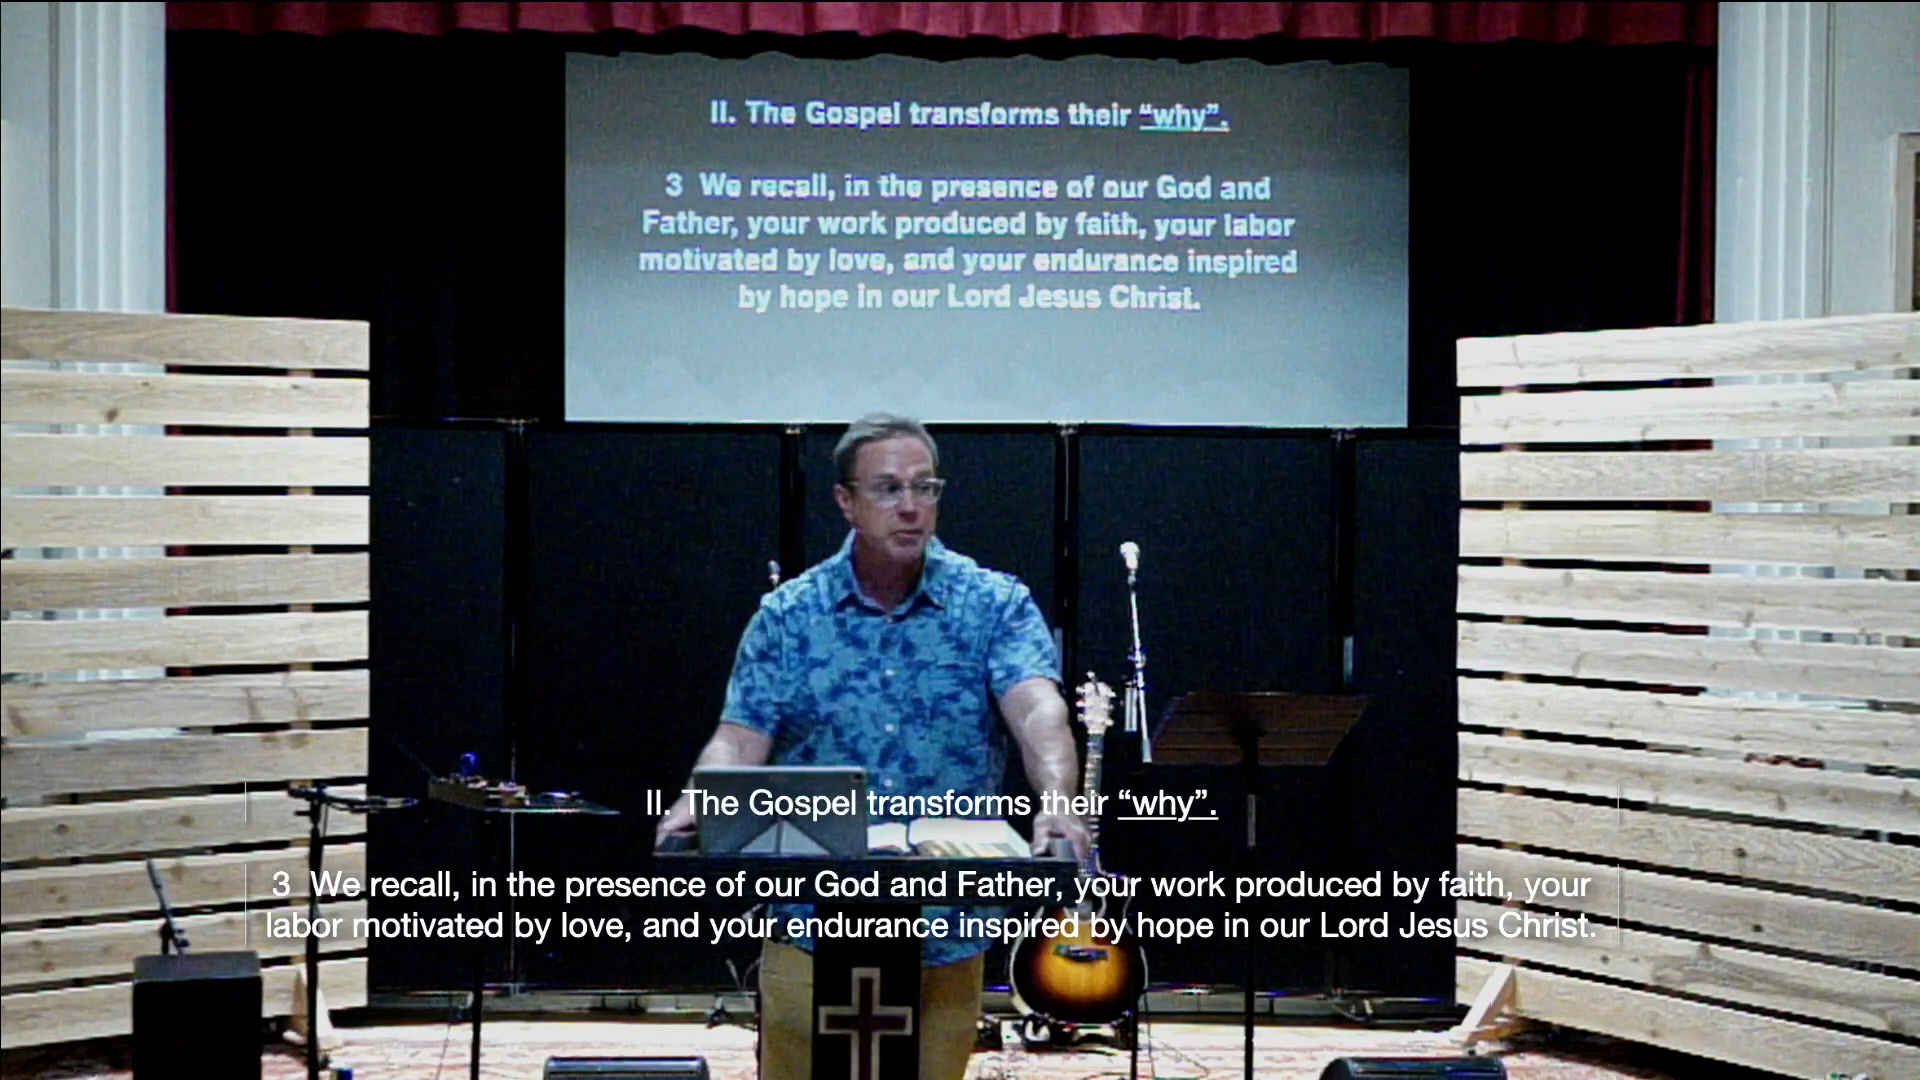 II. The Gospel transforms their “why”.
3 We recall, in the presence of our God and
Father, your work produced by faith, your labor
motivated by love, and your endurance inspired
by hope in our Lord Jesus Christ.
II. The Gospel transforms their “why”.
3 We recall, in the presence of our God and Father, your work produced by faith, your
labor motivated by love, and your endurance inspired by hope in our Lord Jesus Christ.